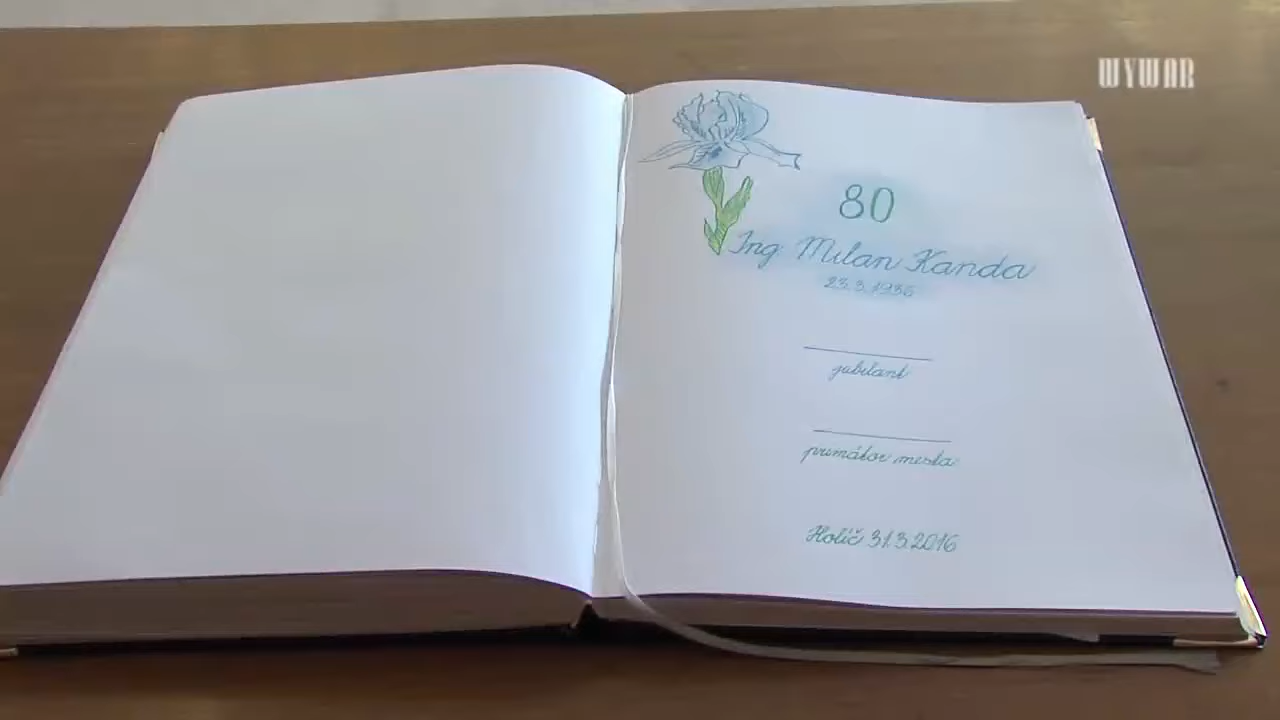 WYWAR
80
Ing Milan Kanda
23.3.1936
jubilant
primátor mesta
Holíč 31.3.2016